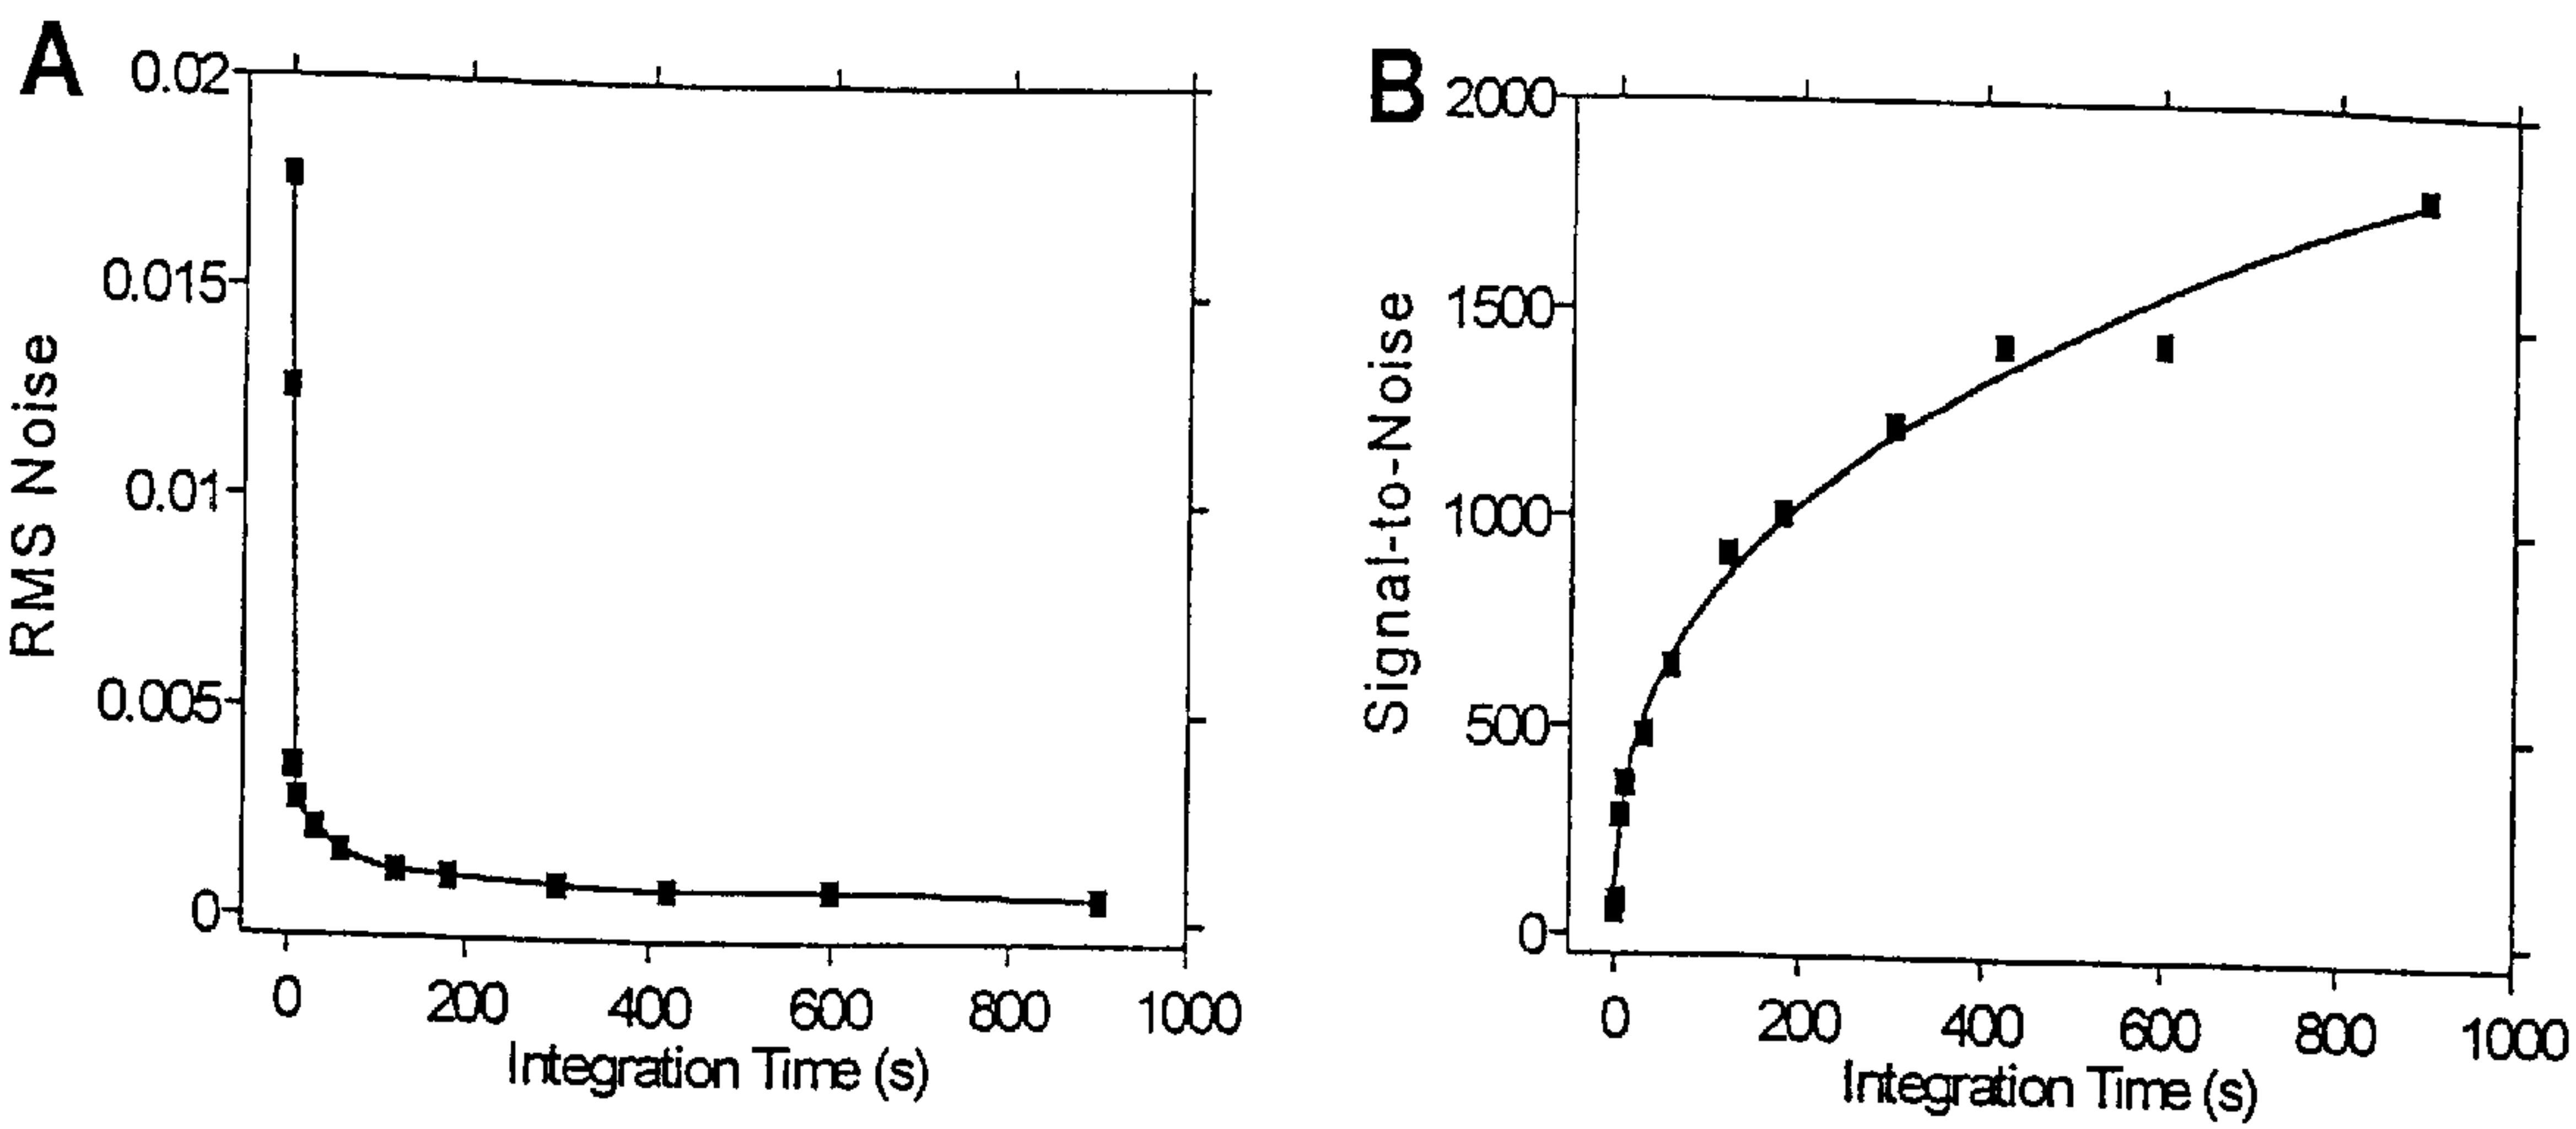 A
0.02
0.015
0.01
0.005
0
RMS Noise
0 200 400 600 800 1000
Integration Time (s)
B
2000
1500
1000
500
0
Signal-to-Noise
0 200 400 600 800 1000
Integration Time (s)